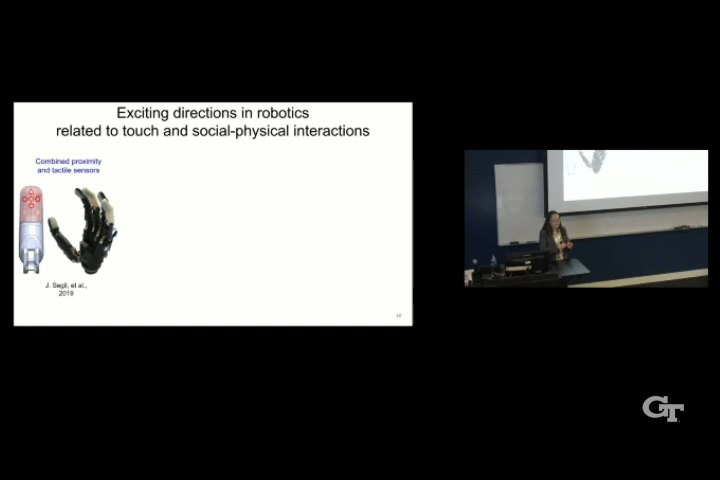 Exciting directions in robotics
related to touch and social-physical interactions
Combined proximity
and tactile sensors
J. Segil, et al.,
2019
GT